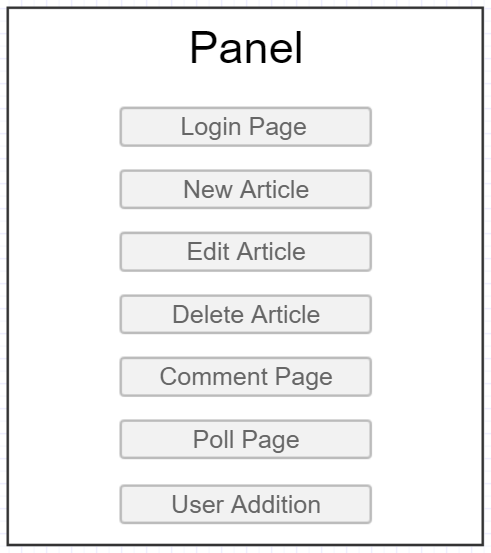 Panel
Login Page
New Article
Edit Article
Delete Article
Comment Page
Poll Page
User Addition